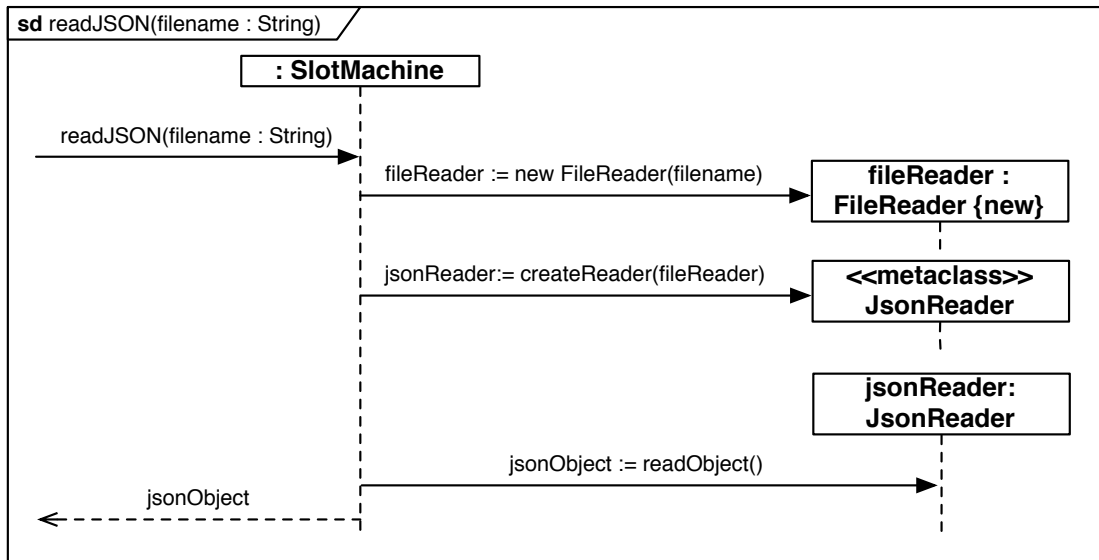 sd readJSON(filename : String)
: SlotMachine
readJSON(filename : String)
fileReader := new FileReader(filename)
fileReader :
FileReader {new}
jsonReader:= createReader(fileReader)
<<metaclass>>
JsonReader
jsonReader:
JsonReader
jsonObject := readObject()
jsonObject